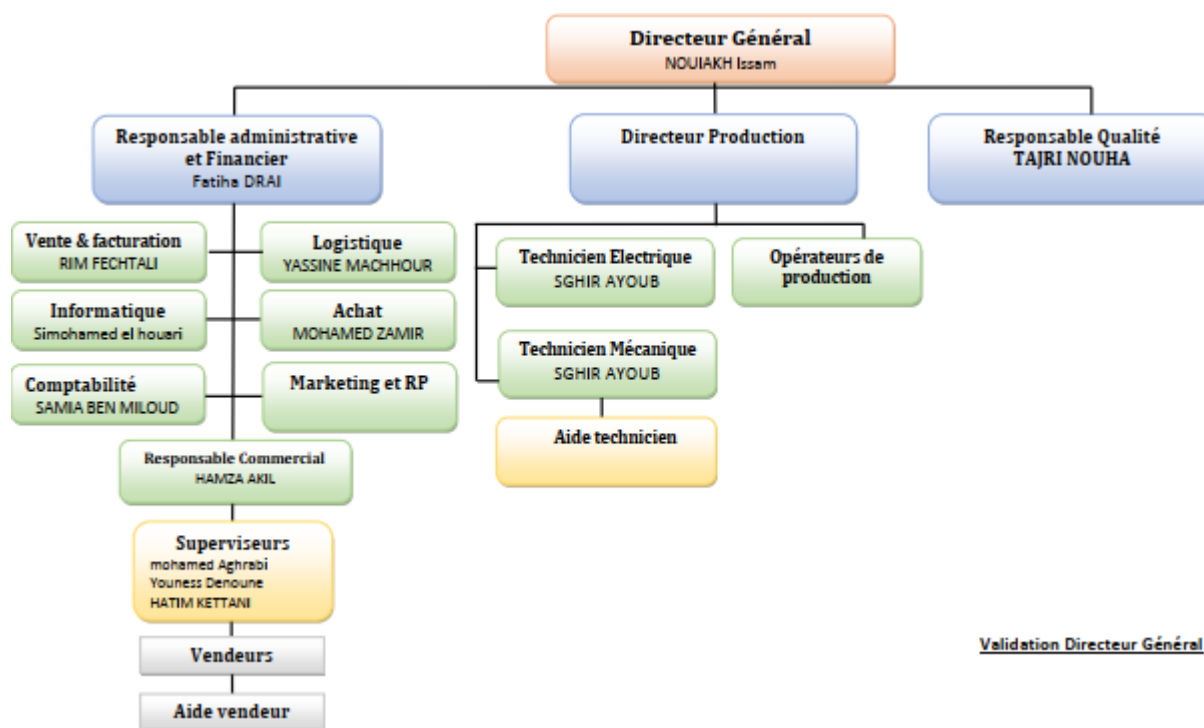 Directeur Général
NOUIAKH Issam
Responsable administrative
et Financier
Fatiha DRAI
Directeur Production
Responsable Qualité
TAJRI NOUHA
Vente & facturation
RIM FECHTALI
Logistique
YASSINE MACHHOUR
Informatique
Simohamed el houari
Achat
MOHAMED ZAMIR
Comptabilité
SAMIA BEN MILOUD
Marketing et RP
Responsable Commercial
HAMZA AKIL
Superviseurs
mohamed Aghrabi
Youness Denoune
HATIM KETTANI
Vendeurs
Aide vendeur
Technicien Electrique
SGHIR AYOUB
Opérateurs de
production
Technicien Mécanique
SGHIR AYOUB
Aide technicien
Validation Directeur Général